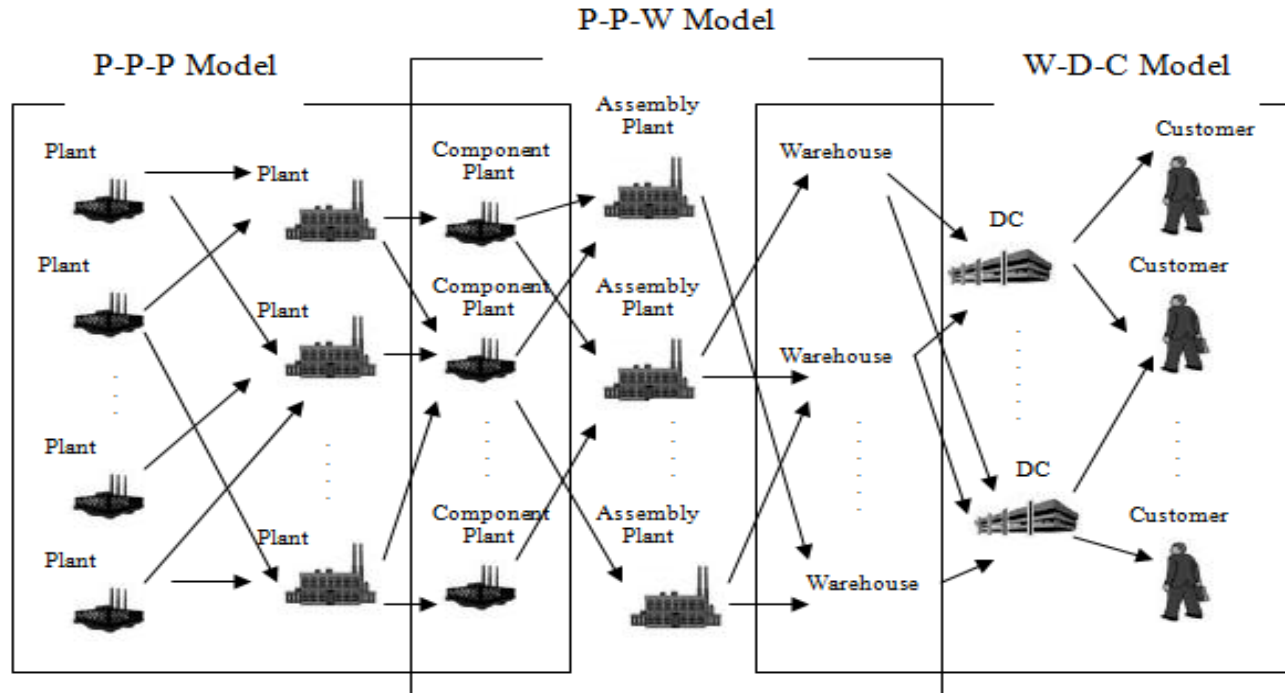 P-P-W Model
P-P-P Model
W-D-C Model
Plant
Plant
Plant
Plant
Plant
Plant
Plant
Component
Plant
Component
Plant
Component
Plant
Assembly
Plant
Assembly
Plant
Assembly
Plant
Warehouse
Warehouse
Warehouse
DC
DC
Customer
Customer
Customer